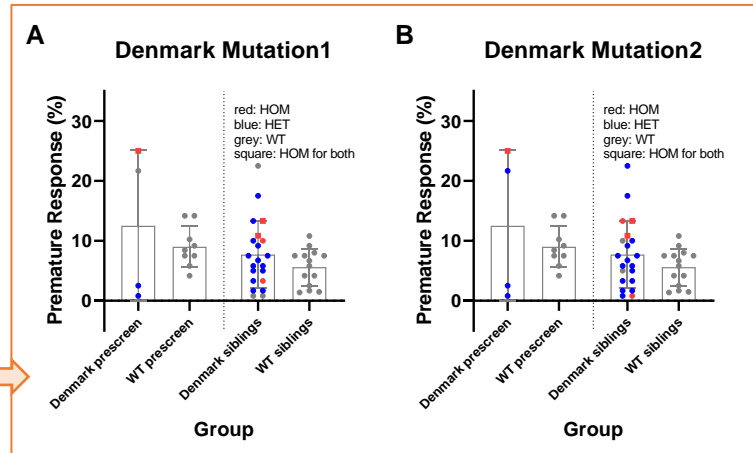 A
Denmark Mutation1
Premature Response (%)
30
20
10
0
red: HOM
blue: HET
grey: WT
square: HOM for both
Denmark prescreen
WT prescreen
Denmark siblings
WT siblings
Group
B
Denmark Mutation2
Premature Response (%)
30
20
10
0
red: HOM
blue: HET
grey: WT
square: HOM for both
Denmark prescreen
WT prescreen
Denmark siblings
WT siblings
Group